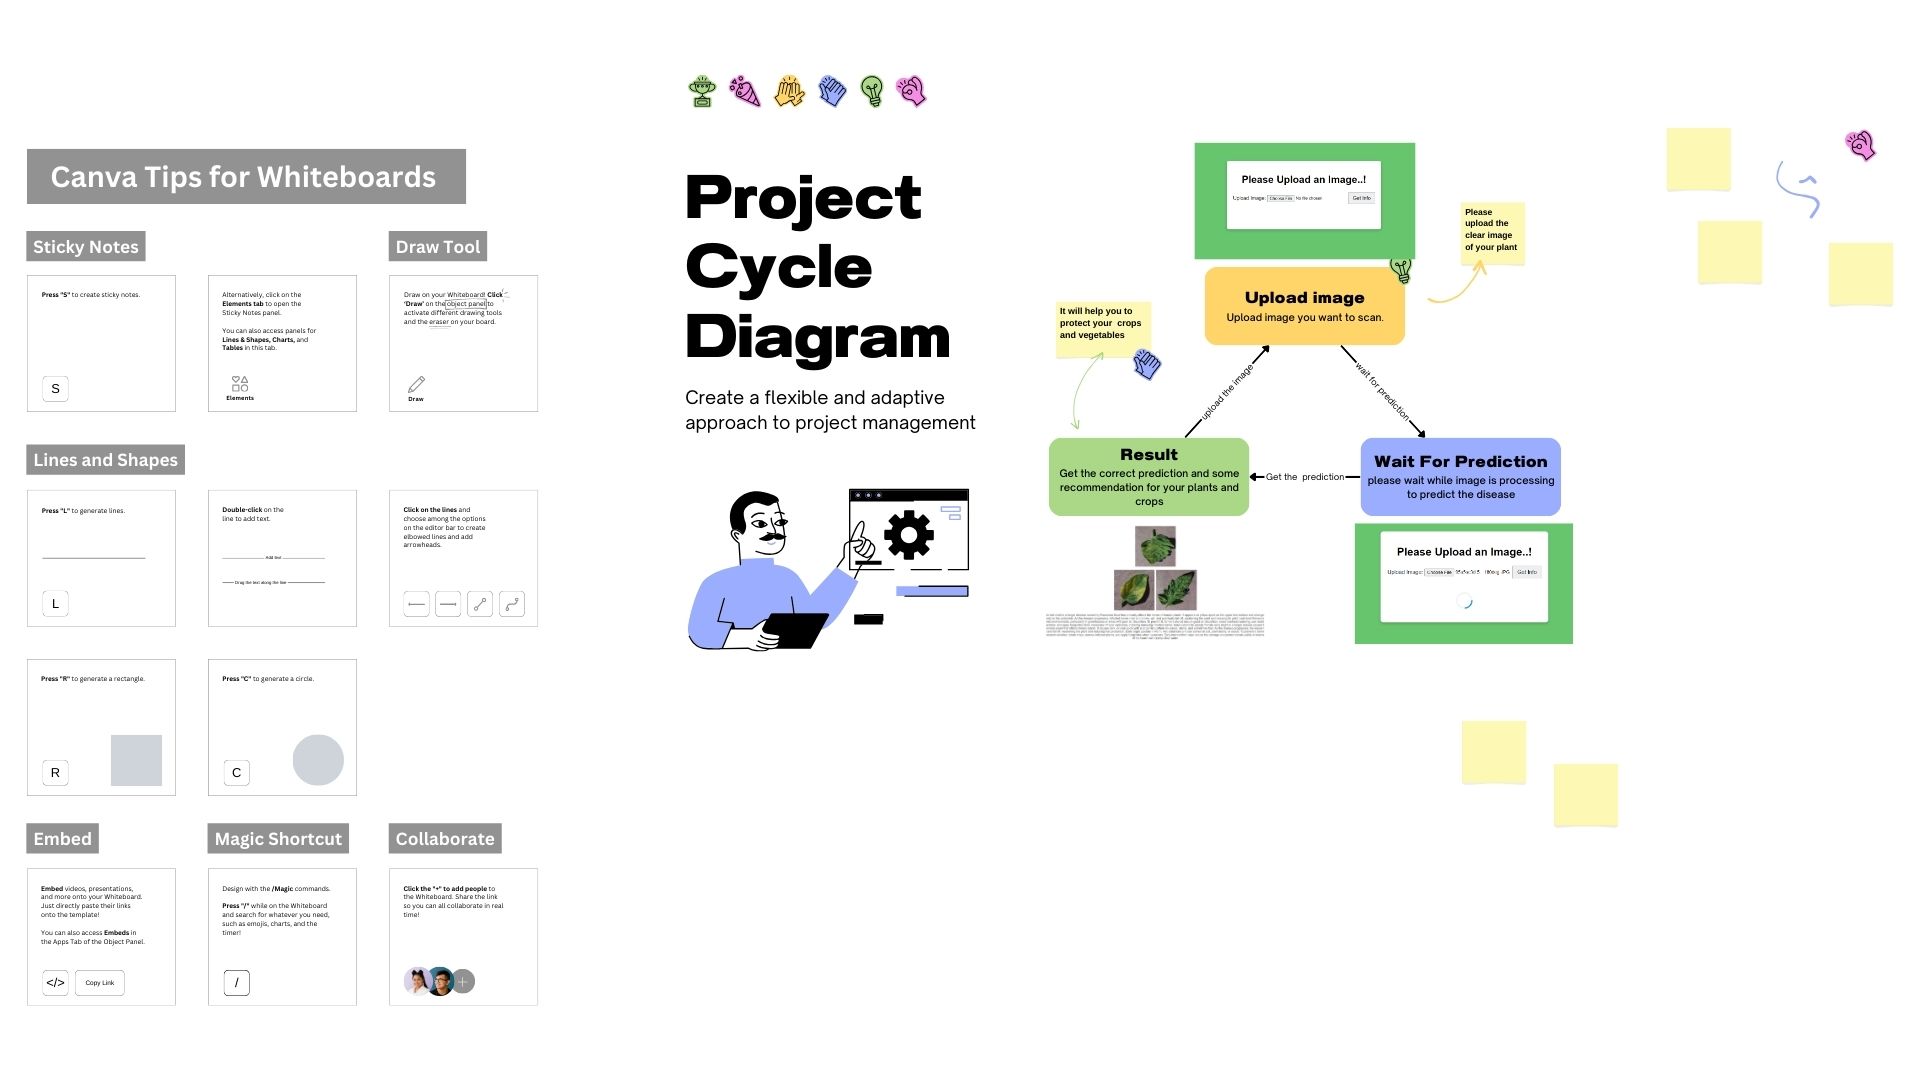 Canva Tips for Whiteboards
Sticky Notes
Press "S" to create sticky notes.
S
Alternatively, click on the
Elements tab to open the
Sticky Notes panel.
You can also access panels for
Lines & Shapes, Charts, and
Tables in this tab.
Elements
Draw Tool
Draw on your Whiteboard! Click
'Draw' on the object panel to
activate different drawing tools
and the eraser on your board.
Draw
Lines and Shapes
Press "L" to generate lines.
L
Double-click on the
line to add text.
Add text
Drag the text along the line
Click on the lines and
choose among the options
on the editor bar to create
elbowed lines and add
arrowheads.
Press "R" to generate a rectangle.
R
Press "C" to generate a circle.
C
Embed
Embed videos, presentations,
and more onto your Whiteboard.
Just directly paste their links
onto the template!
You can also access Embeds in
the Apps Tab of the Object Panel.
</>
Copy Link
Magic Shortcut
Design with the /Magic commands.
Press "/" while on the Whiteboard
and search for whatever you need,
such as emojis, charts, and the
timer!
/
Collaborate
Click the "+" to add people to
the Whiteboard. Share the link
so you can all collaborate in real
time!
Project
Cycle
Diagram
Create a flexible and adaptive
approach to project management
Please Upload an Image..!
Upload Image: Choose File No file chosen Get Info
Please
upload the
clear image
of your plant
Upload image
Upload image you want to scan.
It will help you to
protect your crops
and vegetables
upload the image
wait for prediction
Result
Get the correct prediction and some
recommendation for your plants and
crops
Get the prediction
Wait For Prediction
please wait while image is processing
to predict the disease
Please Upload an Image..!
Upload Image: Choose File Get Info